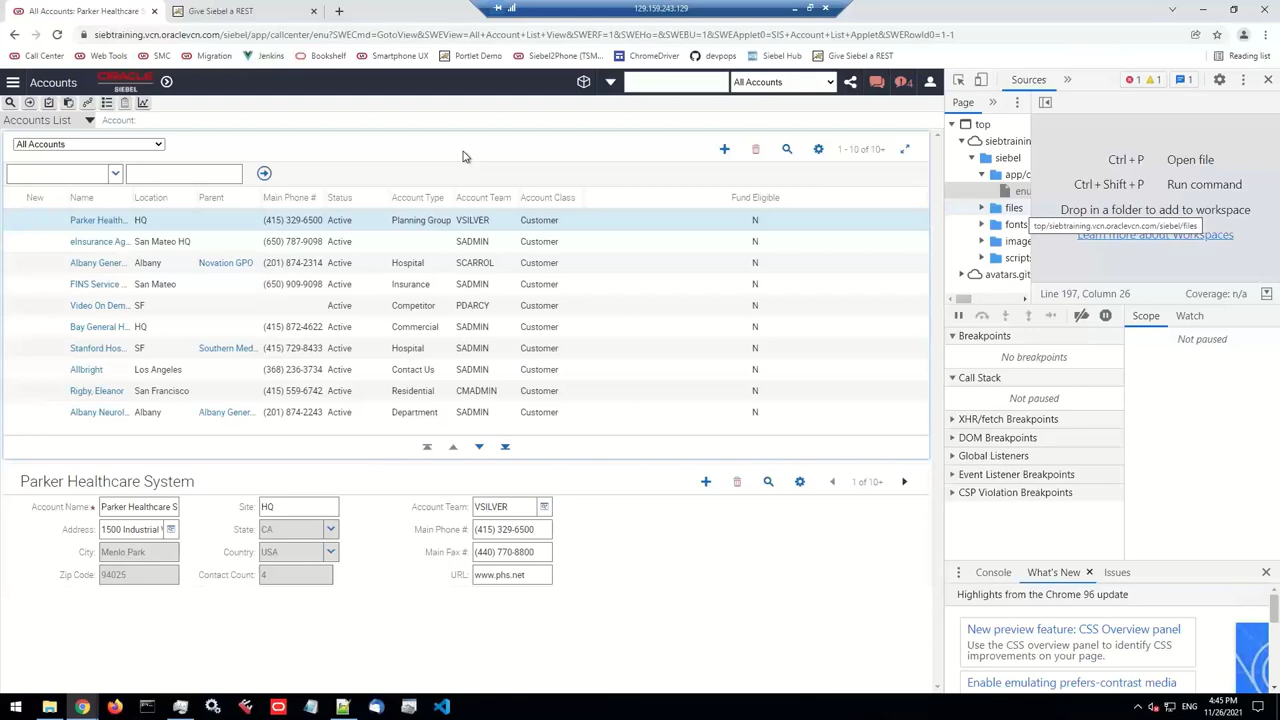 All Accounts: Parker Healthcare S
Give Siebel a REST
129.159.243.129
siebtraining.vcn.oraclevcn.com/siebel/app/callcenter/enu?SWECmd=GotoView&SWEView=All+Account+List+View&SWERF=1&SWEHo=&SWEBU=1&SWEApplet0=SIS+Account+List+Applet&SWERowId0=1-1
Call Center
Web Tools
SMC
Migration
Jenkins
Bookshelf
Smartphone UX
Portlet Demo
Siebel2Phone (TSM...
ChromeDriver
devpops
Siebel Hub
Give Siebel a REST
Reading list
Accounts
ORACLE
SIEBEL
All Accounts
4
Sources
1
1
1
Accounts List
Account:
Page
All Accounts
1 - 10 of 10+
New Name Location Parent Main Phone # Status Account Type Account Team Account Class Fund Eligible
Parker Health... HQ (415) 329-6500 Active Planning Group VSILVER Customer N
eInsurance Ag... San Mateo HQ (650) 787-9098 Active SADMIN Customer N
Albany Gener... Albany Novation GPO (201) 874-2314 Active Hospital SCARROL Customer N
FINS Service ... San Mateo (650) 909-9098 Active Insurance SADMIN Customer N
Video On Dem... SF Active Competitor PDARCY Customer N
Bay General H... HQ (415) 872-4622 Active Commercial SADMIN Customer N
Stanford Hos... SF Southern Med... (415) 729-8433 Active Hospital SADMIN Customer N
Allbright Los Angeles (368) 236-3734 Active Contact Us SADMIN Customer N
Rigby, Eleanor San Francisco (415) 559-6742 Active Residential CMADMIN Customer N
Albany Neurol... Albany Albany Gener... (201) 874-2243 Active Department SADMIN Customer N
Parker Healthcare System
1 of 10+
Account Name Parker Healthcare S Site: HQ Account Team: VSILVER
Address: 1500 Industrial State: CA Main Phone #: (415) 329-6500
City: Menlo Park Country: USA Main Fax #: (440) 770-8800
Zip Code: 94025 Contact Count: 4 URL: www.phs.net
top
siebtraining
siebel
app/c
enu
files
fonts
image
script
avatars.git
top/siebtraining.vcn.oraclevcn.com/siebel/files
Ctrl + P Open file
Ctrl + Shift + P Run command
Drop in a folder to add to workspace
Learn more about Workspaces
Line 197, Column 26
Coverage: n/a
Scope
Watch
Not paused
Breakpoints
No breakpoints
Call Stack
Not paused
XHR/fetch Breakpoints
DOM Breakpoints
Global Listeners
Event Listener Breakpoints
CSP Violation Breakpoints
Console
What's New
Issues
Highlights from the Chrome 96 update
New preview feature: CSS Overview panel
Use the CSS overview panel to identify CSS
improvements on your page.
Enable emulating prefers-contrast media
ENG
4:45 PM
11/26/2021